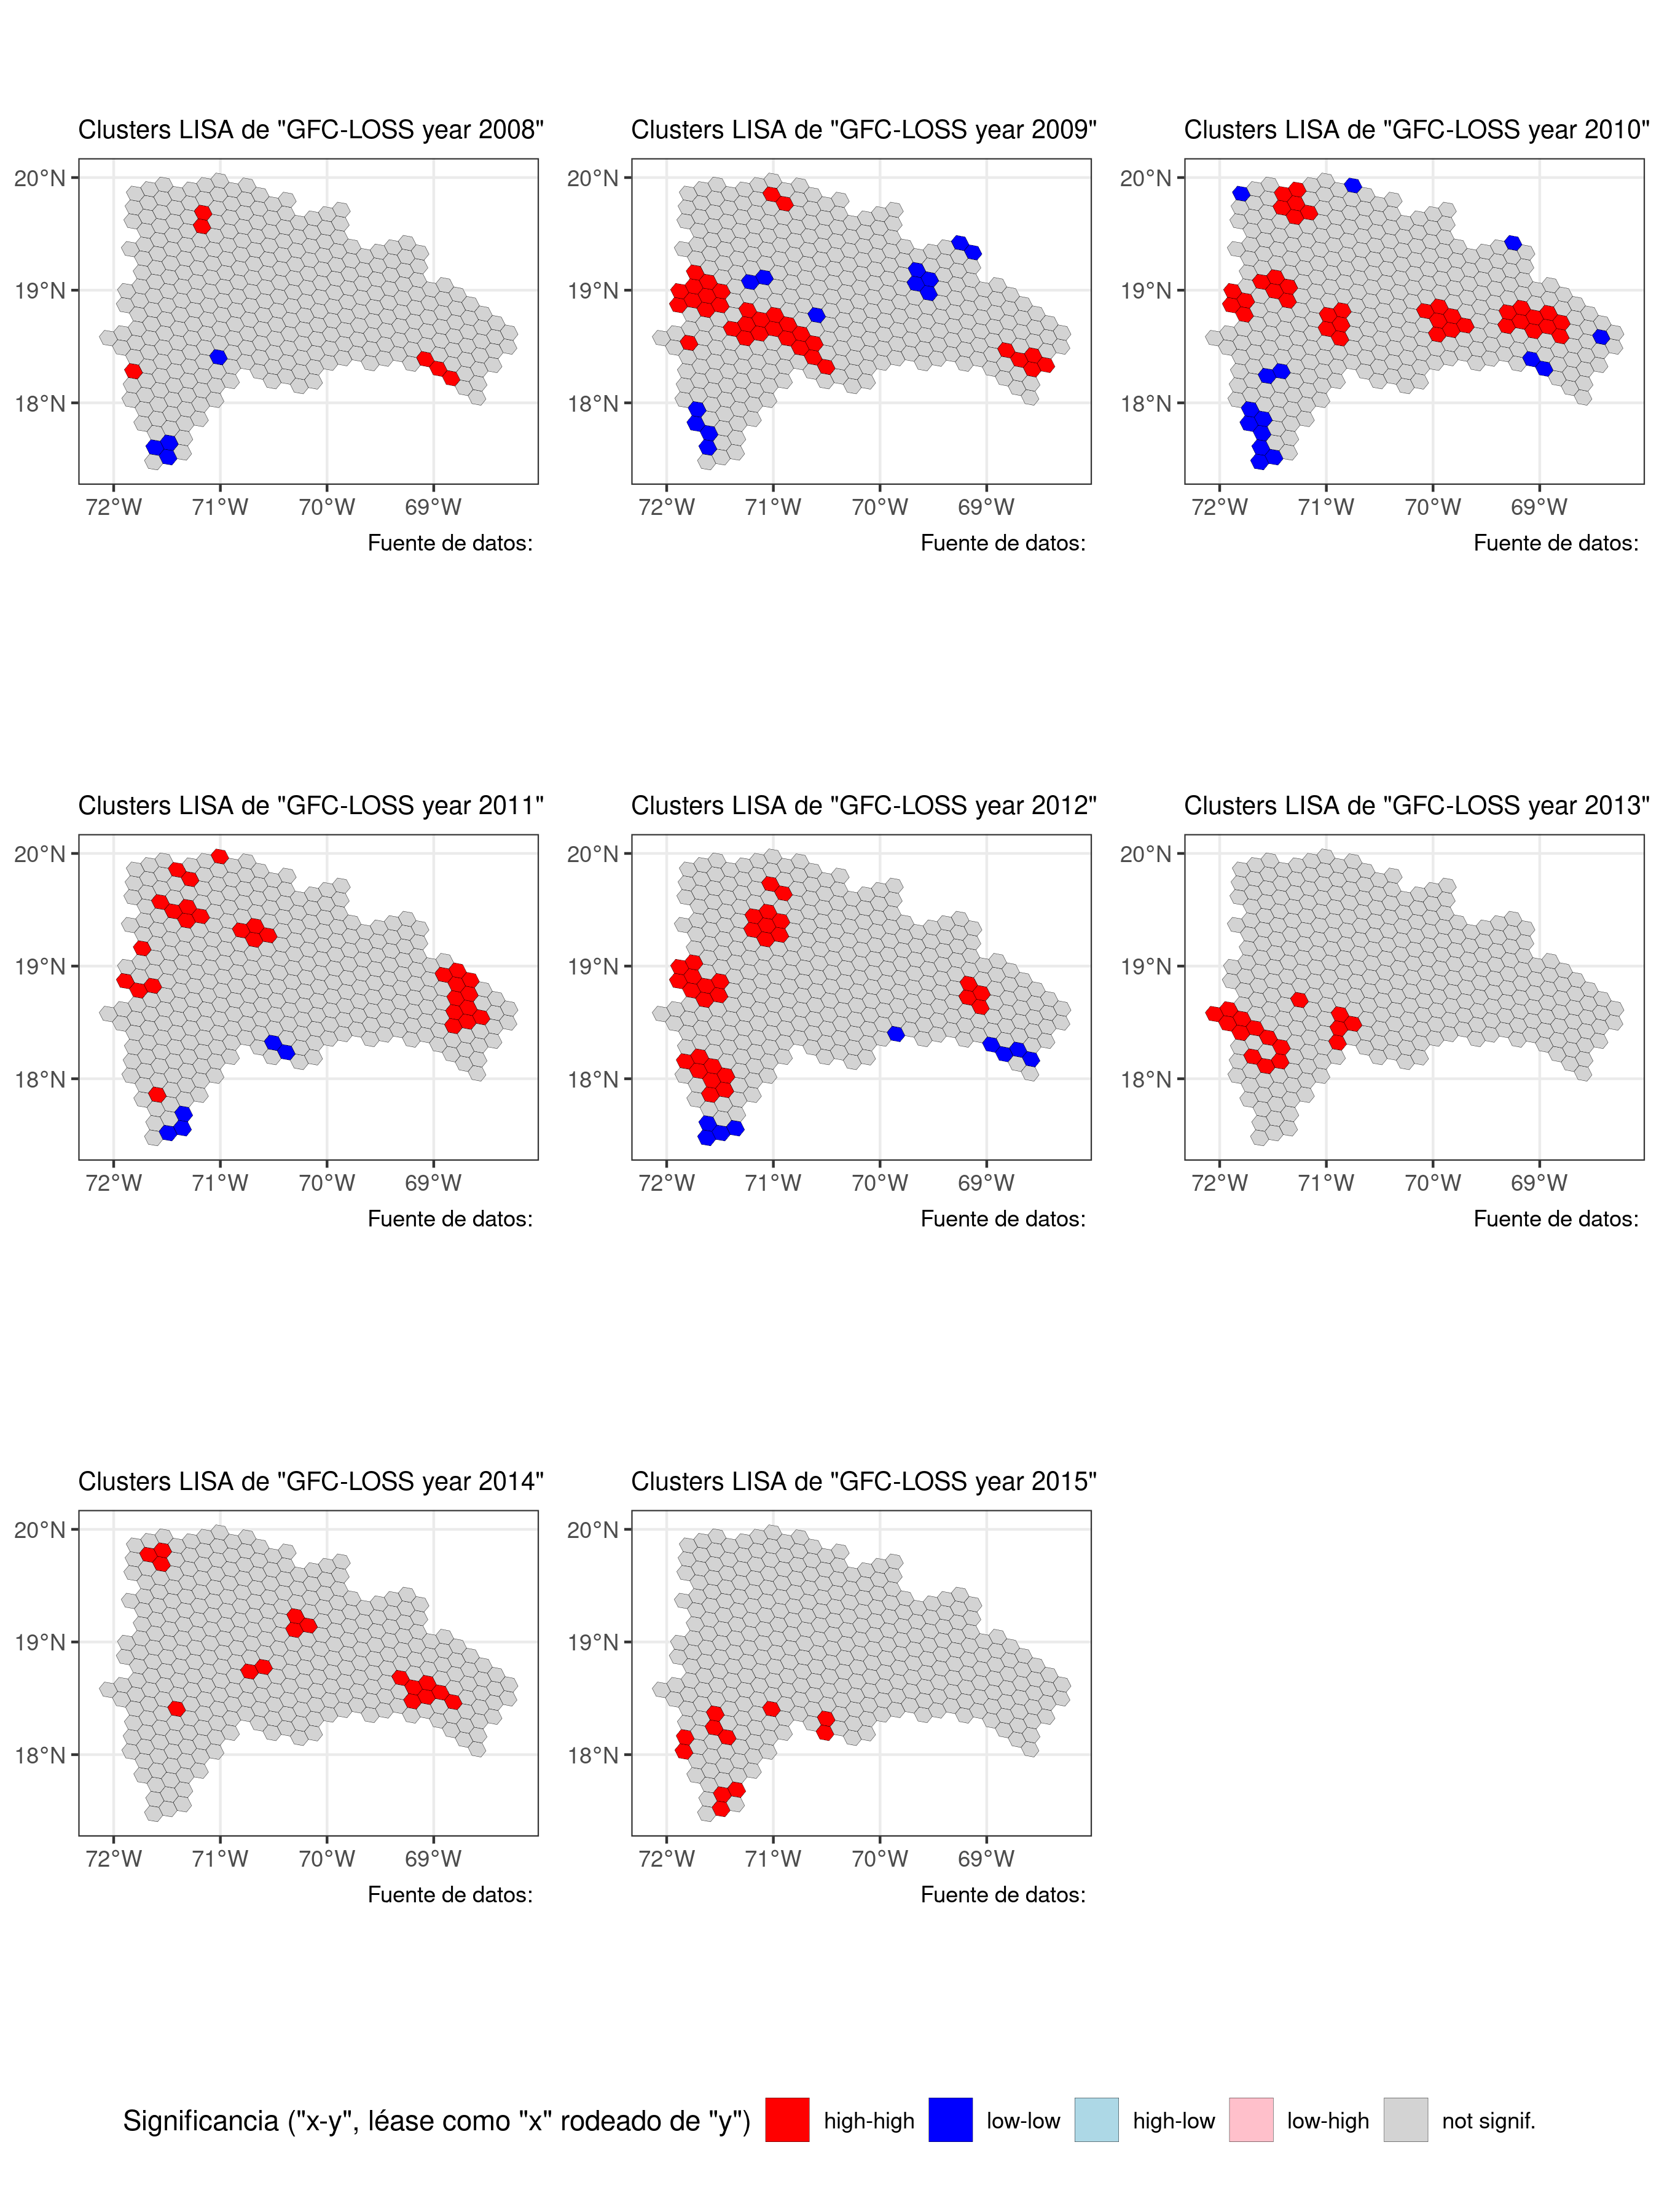 Clusters LISA de "GFC-LOSS year 2008"
Clusters LISA de "GFC-LOSS year 2009"
Clusters LISA de "GFC-LOSS year 2010"
20°N
19°N
18°N
72°W 71°W 70°W 69°W
Fuente de datos:
20°N
19°N
18°N
72°W 71°W 70°W 69°W
Fuente de datos:
20°N
19°N
18°N
72°W 71°W 70°W 69°W
Fuente de datos:
Clusters LISA de "GFC-LOSS year 2011"
Clusters LISA de "GFC-LOSS year 2012"
Clusters LISA de "GFC-LOSS year 2013"
20°N
19°N
18°N
72°W 71°W 70°W 69°W
Fuente de datos:
20°N
19°N
18°N
72°W 71°W 70°W 69°W
Fuente de datos:
20°N
19°N
18°N
72°W 71°W 70°W 69°W
Fuente de datos:
Clusters LISA de "GFC-LOSS year 2014"
Clusters LISA de "GFC-LOSS year 2015"
20°N
19°N
18°N
72°W 71°W 70°W 69°W
Fuente de datos:
20°N
19°N
18°N
72°W 71°W 70°W 69°W
Fuente de datos:
Significancia ("x-y", léase como "x" rodeado de "y") high-high low-low high-low low-high not signif.